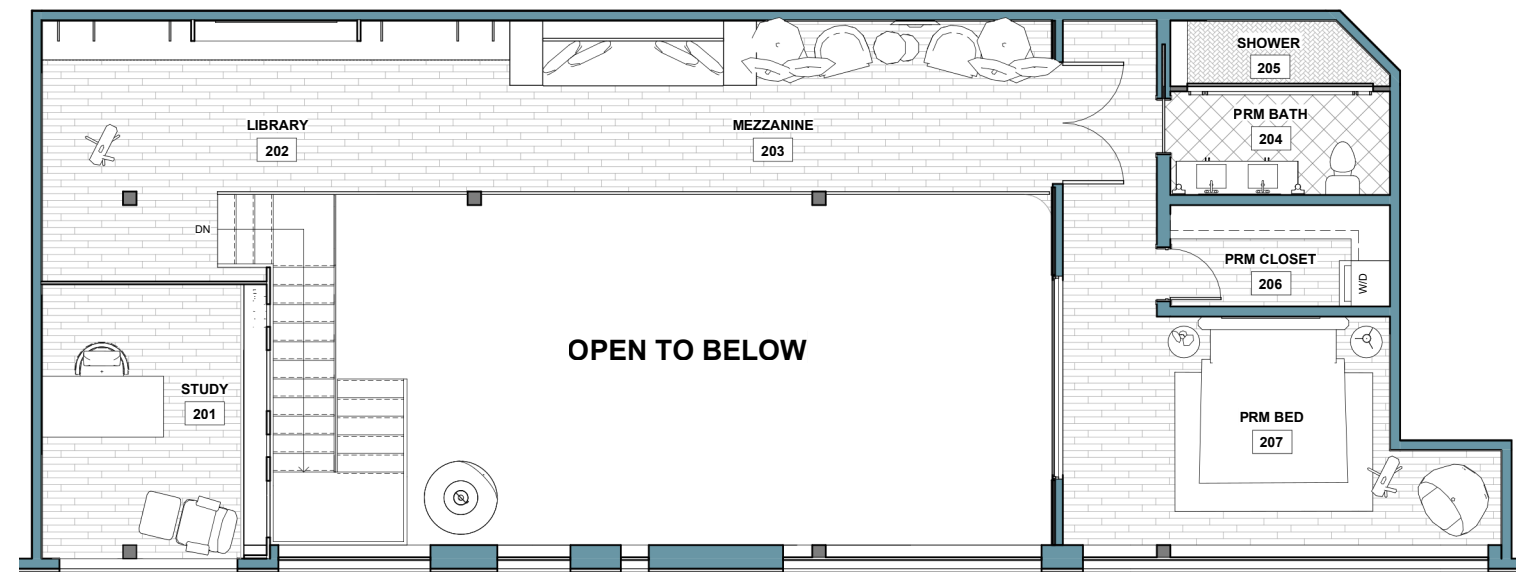 SHOWER
205
PRM BATH
204
LIBRARY
202
MEZZANINE
203
DN
PRM CLOSET
206
W/D
OPEN TO BELOW
STUDY
201
PRM BED
207